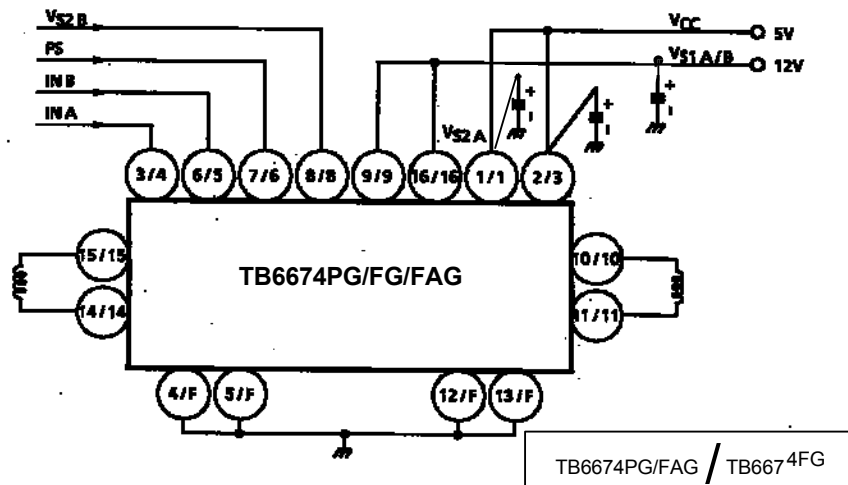 VS2B
PS
INB
INA
VCC
5V
VS1A/B
12V
+
-
+
-
+
-
VS2A
3/4 6/5 7/6 8/8 9/9 16/16 1/1 2/3
15/15
14/14
TB6674PG/FG/FAG
10/10
11/11
4/F 5/F 12/F 13/F
TB6674PG/FAG / TB6674FG